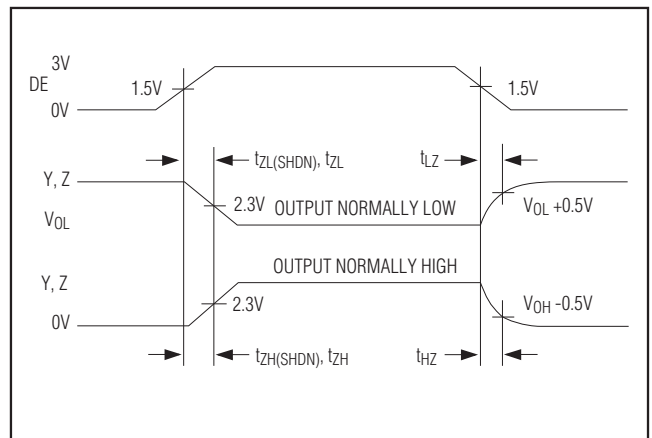 3V
DE
1.5V
1.5V
0V
tZL(SHDN), tZL
tLZ
Y, Z
2.3V
OUTPUT NORMALLY LOW
VOL +0.5V
VOL
OUTPUT NORMALLY HIGH
Y, Z
2.3V
VOH -0.5V
0V
tZH(SHDN), tZH
tHZ